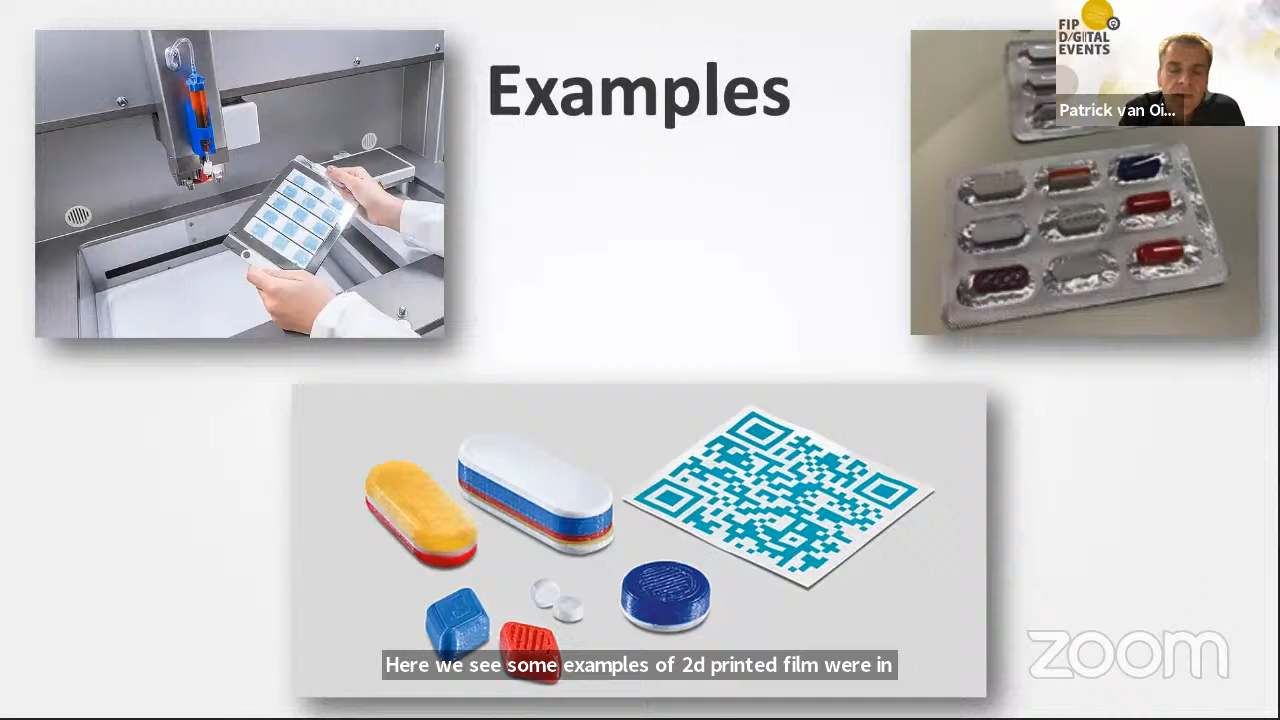 Examples
FIP
DIGITAL
EVENTS
Patrick van Oi...
Here we see some examples of 2d printed film were in
zoom